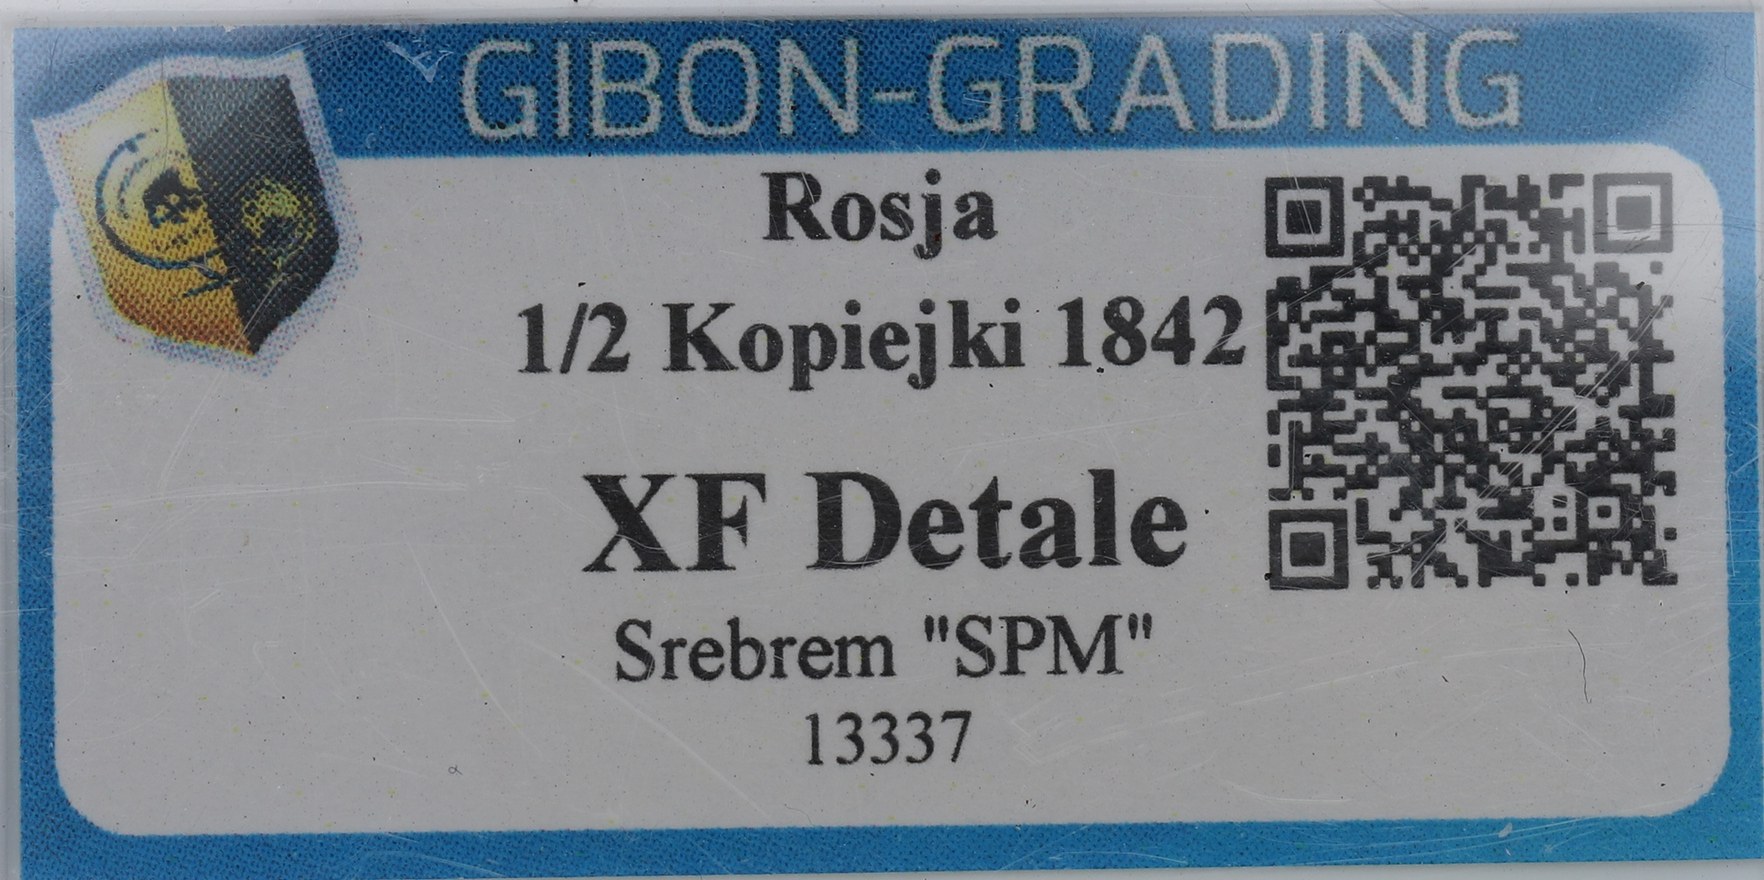 GIBON-GRADING
Rosja
1/2 Kopiejki 1842
XF Detale
Srebrem "SPM"
13337